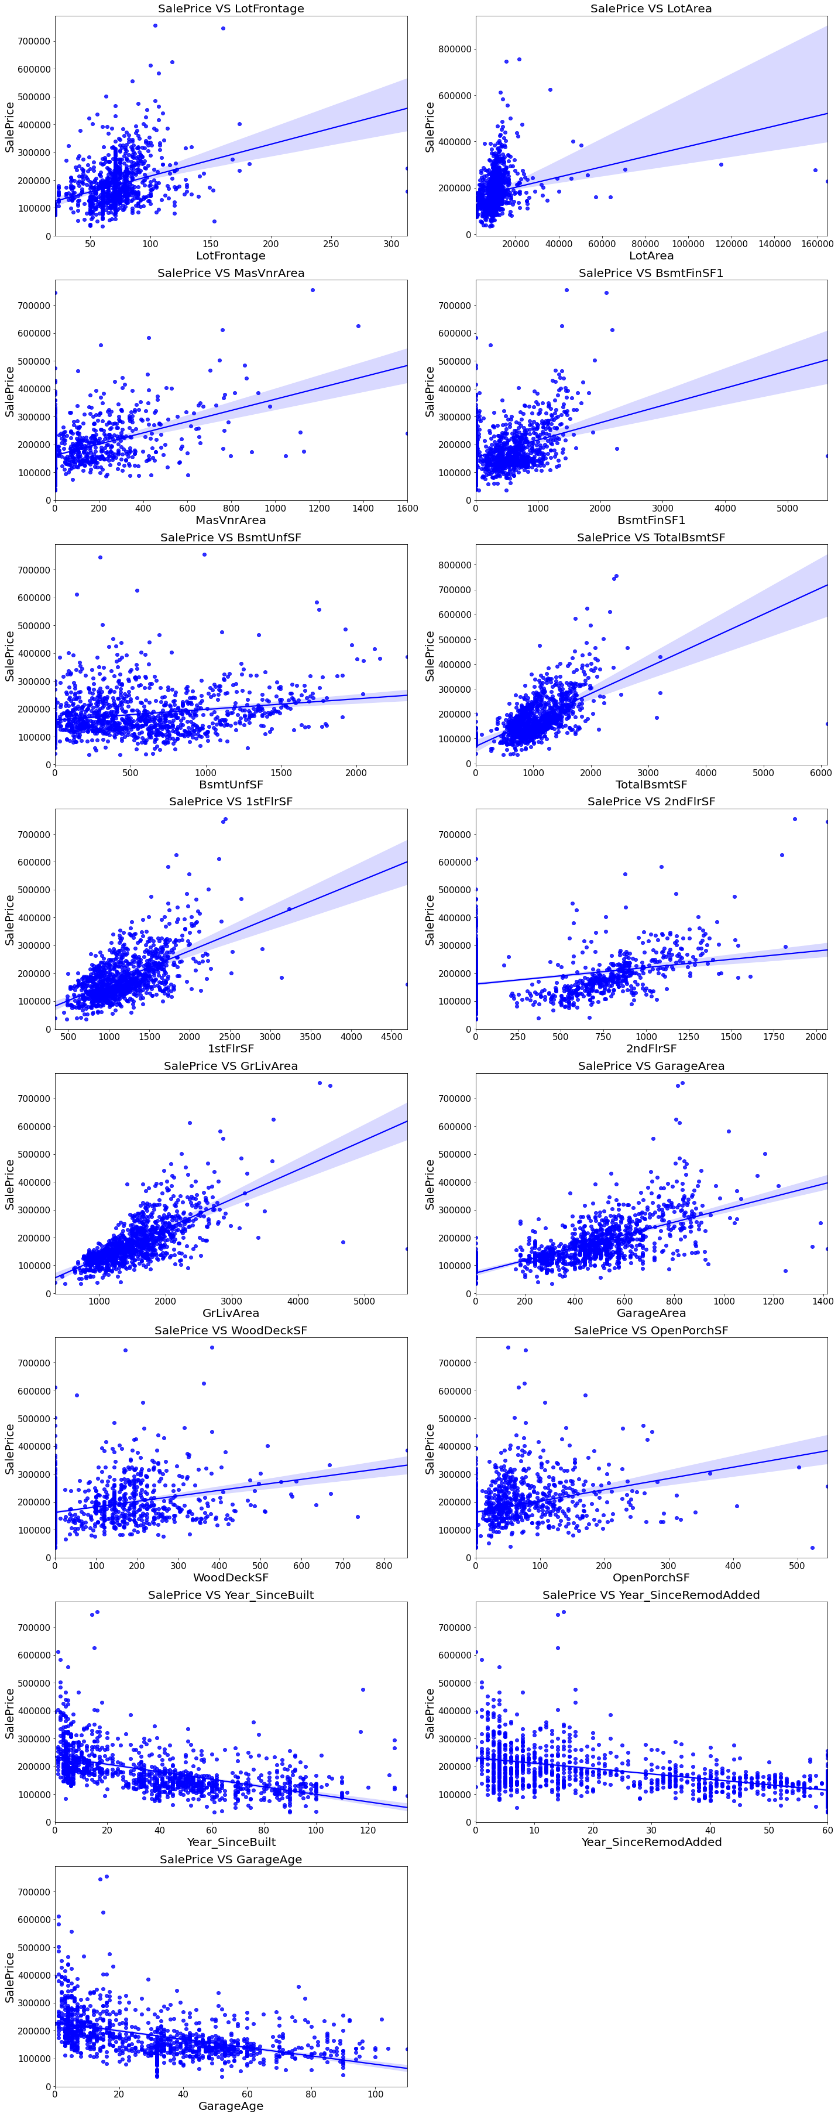 SalePrice VS LotFrontage
SalePrice
700000
600000
500000
400000
300000
200000
100000
0
50 100 150 200 250 300
LotFrontage
SalePrice VS LotArea
SalePrice
800000
600000
400000
200000
0
20000 40000 60000 80000 100000 120000 140000 160000
LotArea
SalePrice VS MasVnrArea
SalePrice
700000
600000
500000
400000
300000
200000
100000
0
0 200 400 600 800 1000 1200 1400 1600
MasVnrArea
SalePrice VS BsmtFinSF1
SalePrice
700000
600000
500000
400000
300000
200000
100000
0
0 1000 2000 3000 4000 5000
BsmtFinSF1
SalePrice VS BsmtUnfSF
SalePrice
700000
600000
500000
400000
300000
200000
100000
0
0 500 1000 1500 2000
BsmtUnfSF
SalePrice VS TotalBsmtSF
SalePrice
800000
700000
600000
500000
400000
300000
200000
100000
0
0 1000 2000 3000 4000 5000 6000
TotalBsmtSF
SalePrice VS 1stFlrSF
SalePrice
700000
600000
500000
400000
300000
200000
100000
0
500 1000 1500 2000 2500 3000 3500 4000 4500
1stFlrSF
SalePrice VS 2ndFlrSF
SalePrice
700000
600000
500000
400000
300000
200000
100000
0
0 250 500 750 1000 1250 1500 1750 2000
2ndFlrSF
SalePrice VS GrLivArea
SalePrice
700000
600000
500000
400000
300000
200000
100000
0
1000 2000 3000 4000 5000
GrLivArea
SalePrice VS GarageArea
SalePrice
700000
600000
500000
400000
300000
200000
100000
0
0 200 400 600 800 1000 1200 1400
GarageArea
SalePrice VS WoodDeckSF
SalePrice
700000
600000
500000
400000
300000
200000
100000
0
0 100 200 300 400 500 600 700 800
WoodDeckSF
SalePrice VS OpenPorchSF
SalePrice
700000
600000
500000
400000
300000
200000
100000
0
0 100 200 300 400 500
OpenPorchSF
SalePrice VS Year_SinceBuilt
SalePrice
700000
600000
500000
400000
300000
200000
100000
0
0 20 40 60 80 100 120
Year_SinceBuilt
SalePrice VS Year_SinceRemodAdded
SalePrice
700000
600000
500000
400000
300000
200000
100000
0
0 10 20 30 40 50 60
Year_SinceRemodAdded
SalePrice VS GarageAge
SalePrice
700000
600000
500000
400000
300000
200000
100000
0
0 20 40 60 80 100
GarageAge